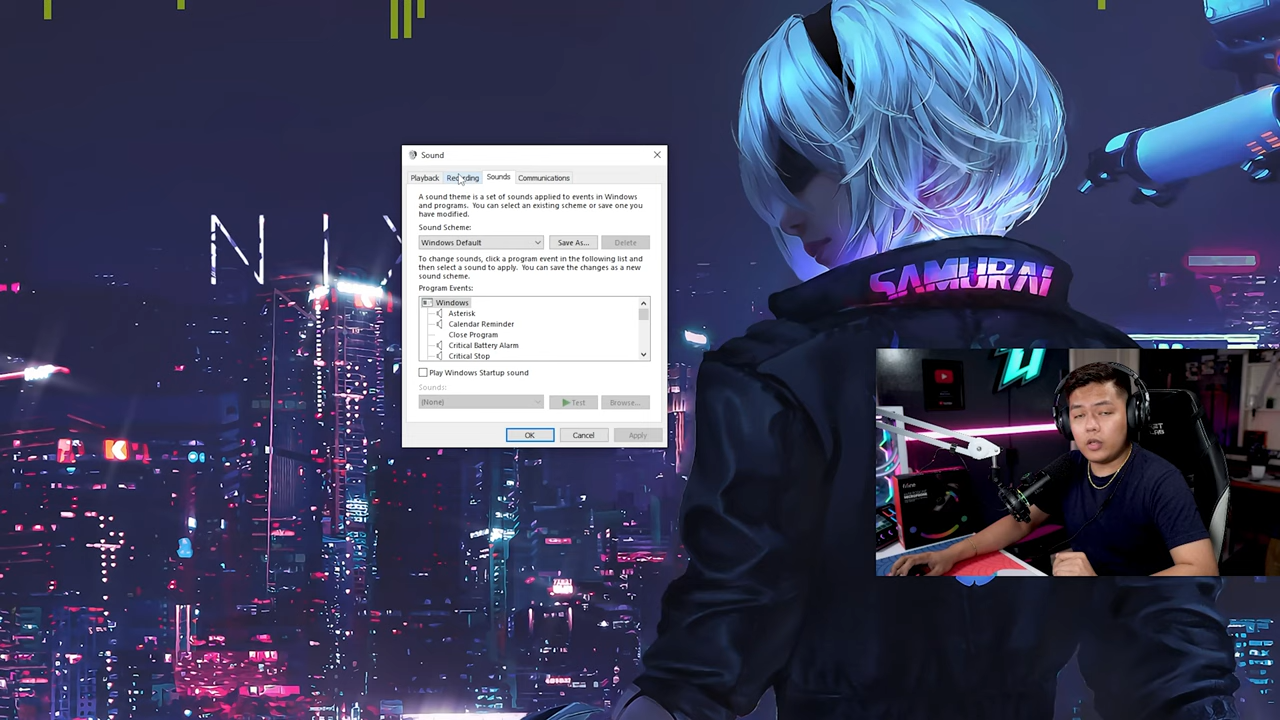 NI
SAMURAI
Sound
Playback Recording Sounds Communications
A sound theme is a set of sounds applied to events in Windows
and programs. You can select an existing scheme or save one you
have modified.
Sound Scheme:
Windows Default Save As... Delete
To change sounds, click a program event in the following list and
then select a sound to apply. You can save the changes as a new
sound scheme.
Program Events:
Windows
Asterisk
Calendar Reminder
Close Program
Critical Battery Alarm
Critical Stop
Play Windows Startup sound
Sounds:
(None) Test Browse...
OK Cancel Apply